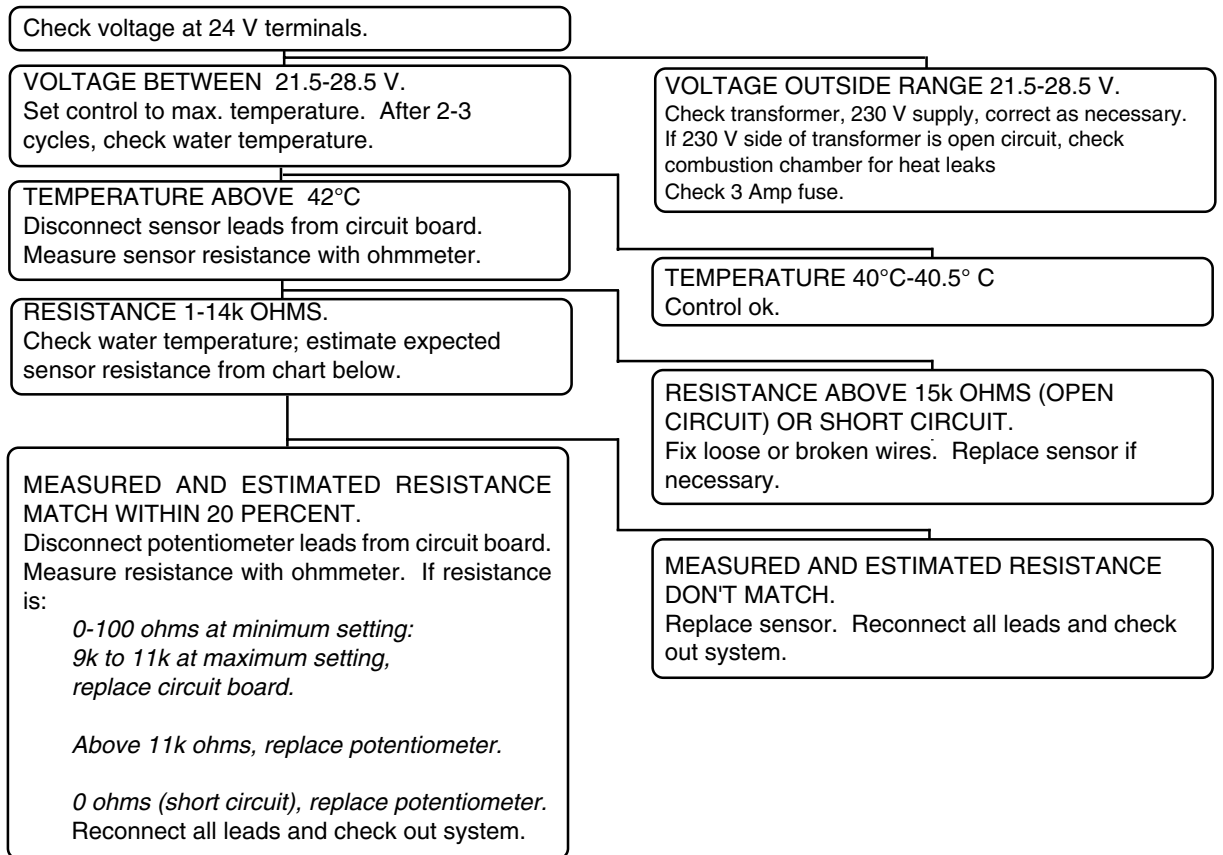 Check voltage at 24 V terminals.
VOLTAGE BETWEEN 21.5-28.5 V.
Set control to max. temperature. After 2-3
cycles, check water temperature.
VOLTAGE OUTSIDE RANGE 21.5-28.5 V.
Check transformer, 230 V supply, correct as necessary.
If 230 V side of transformer is open circuit, check
combustion chamber for heat leaks
Check 3 Amp fuse.
TEMPERATURE ABOVE 42°C
Disconnect sensor leads from circuit board.
Measure sensor resistance with ohmmeter.
TEMPERATURE 40°C-40.5° C
Control ok.
RESISTANCE 1-14k OHMS.
Check water temperature; estimate expected
sensor resistance from chart below.
RESISTANCE ABOVE 15k OHMS (OPEN
CIRCUIT) OR SHORT CIRCUIT.
Fix loose or broken wires. Replace sensor if
necessary.
MEASURED AND ESTIMATED RESISTANCE
MATCH WITHIN 20 PERCENT.
Disconnect potentiometer leads from circuit board.
Measure resistance with ohmmeter. If resistance
is:
0-100 ohms at minimum setting:
9k to 11k at maximum setting,
replace circuit board.
Above 11k ohms, replace potentiometer.
0 ohms (short circuit), replace potentiometer.
Reconnect all leads and check out system.
MEASURED AND ESTIMATED RESISTANCE
DON'T MATCH.
Replace sensor. Reconnect all leads and check
out system.